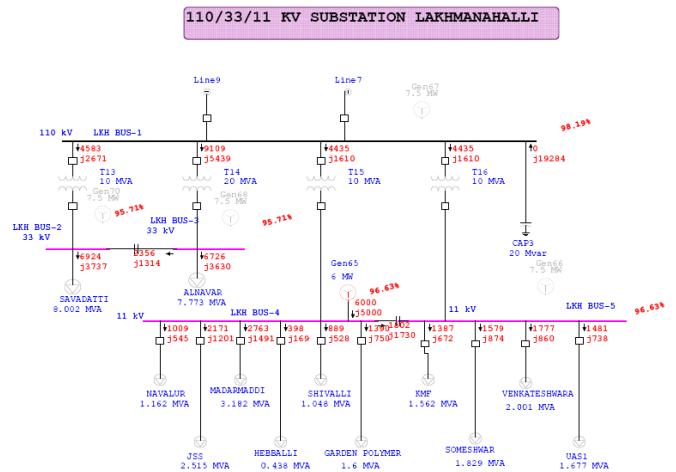 110/33/11 KV SUBSTATION LAKHMANAHALLI
Line9
Line7
Gen67
7.5 MW
98.19%
110 kV
LKH BUS-1
4583
j2671
9109
j5439
4435
j1610
4435
j1610
0
j19284
T13
10 MVA
T14
20 MVA
T15
10 MVA
T16
10 MVA
Gen70
7.5 MW
95.71%
Gen68
7.5 MW
95.71%
LKH BUS-2
33 kV
LKH BUS-3
33 kV
CAP3
20 Mvar
6924
j3737
2356
j1314
6726
j3630
Gen65
6 MW
96.63%
Gen66
7.5 MW
SAVADATTI
8.002 MVA
ALNAVAR
7.773 MVA
6000
j5000
11 kV
LKH BUS-4
11 kV
LKH BUS-5
96.63%
1009
j545
2171
j1201
2763
j1491
398
j169
889
j528
1390
j750
1802
j1730
1387
j672
1579
j874
1777
j860
1481
j738
NAVALUR
1.162 MVA
MADARMADDI
3.182 MVA
SHIVALLI
1.048 MVA
KMF
1.562 MVA
VENKATESHWARA
2.001 MVA
JSS
2.515 MVA
HEBBALLI
0.438 MVA
GARDEN POLYMER
1.6 MVA
SOMESHWAR
1.829 MVA
UAS1
1.677 MVA